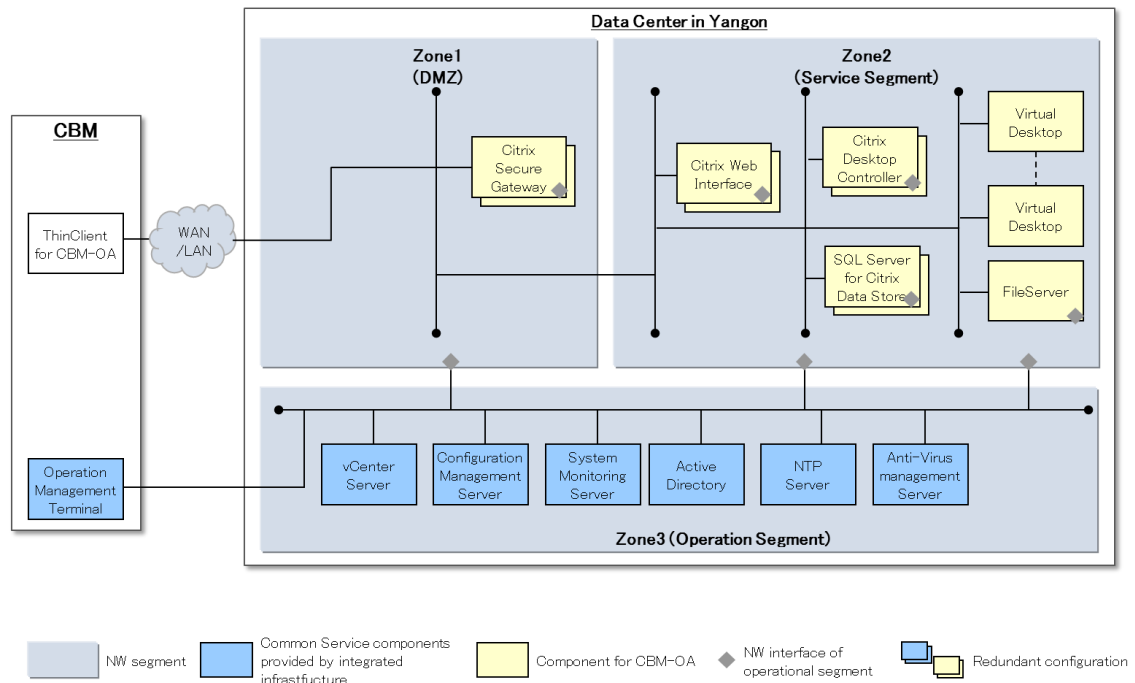 Data Center in Yangon
Zone1
(DMZ)
Zone2
(Service Segment)
CBM
ThinClient
for CBM-OA
WAN
/LAN
Citrix
Secure
Gateway
Citrix Web
Interface
Citrix
Desktop
Controller
Virtual
Desktop
Virtual
Desktop
SQL Server
for Citrix
Data Store
FileServer
Operation
Management
Terminal
vCenter
Server
Configuration
Management
Server
System
Monitoring
Server
Active
Directory
NTP
Server
Anti-Virus
management
Server
Zone3 (Operation Segment)
NW segment
Common Service components
provided by integrated
infrastfucture
Component for CBM-OA
NW interface of
operational segment
Redundant configuration